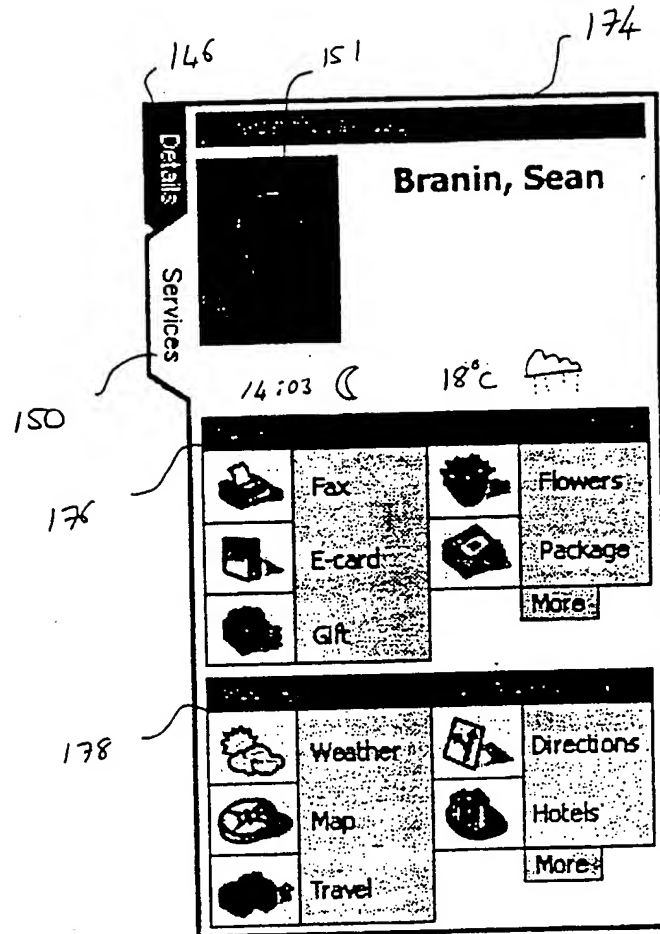 174
146
151
Details
Branin, Sean
Services
14:03 18°C
150
Fax Flowers
176
E-card Package
More
Gift
178
Weather Directions
Map Hotels
More
Travel